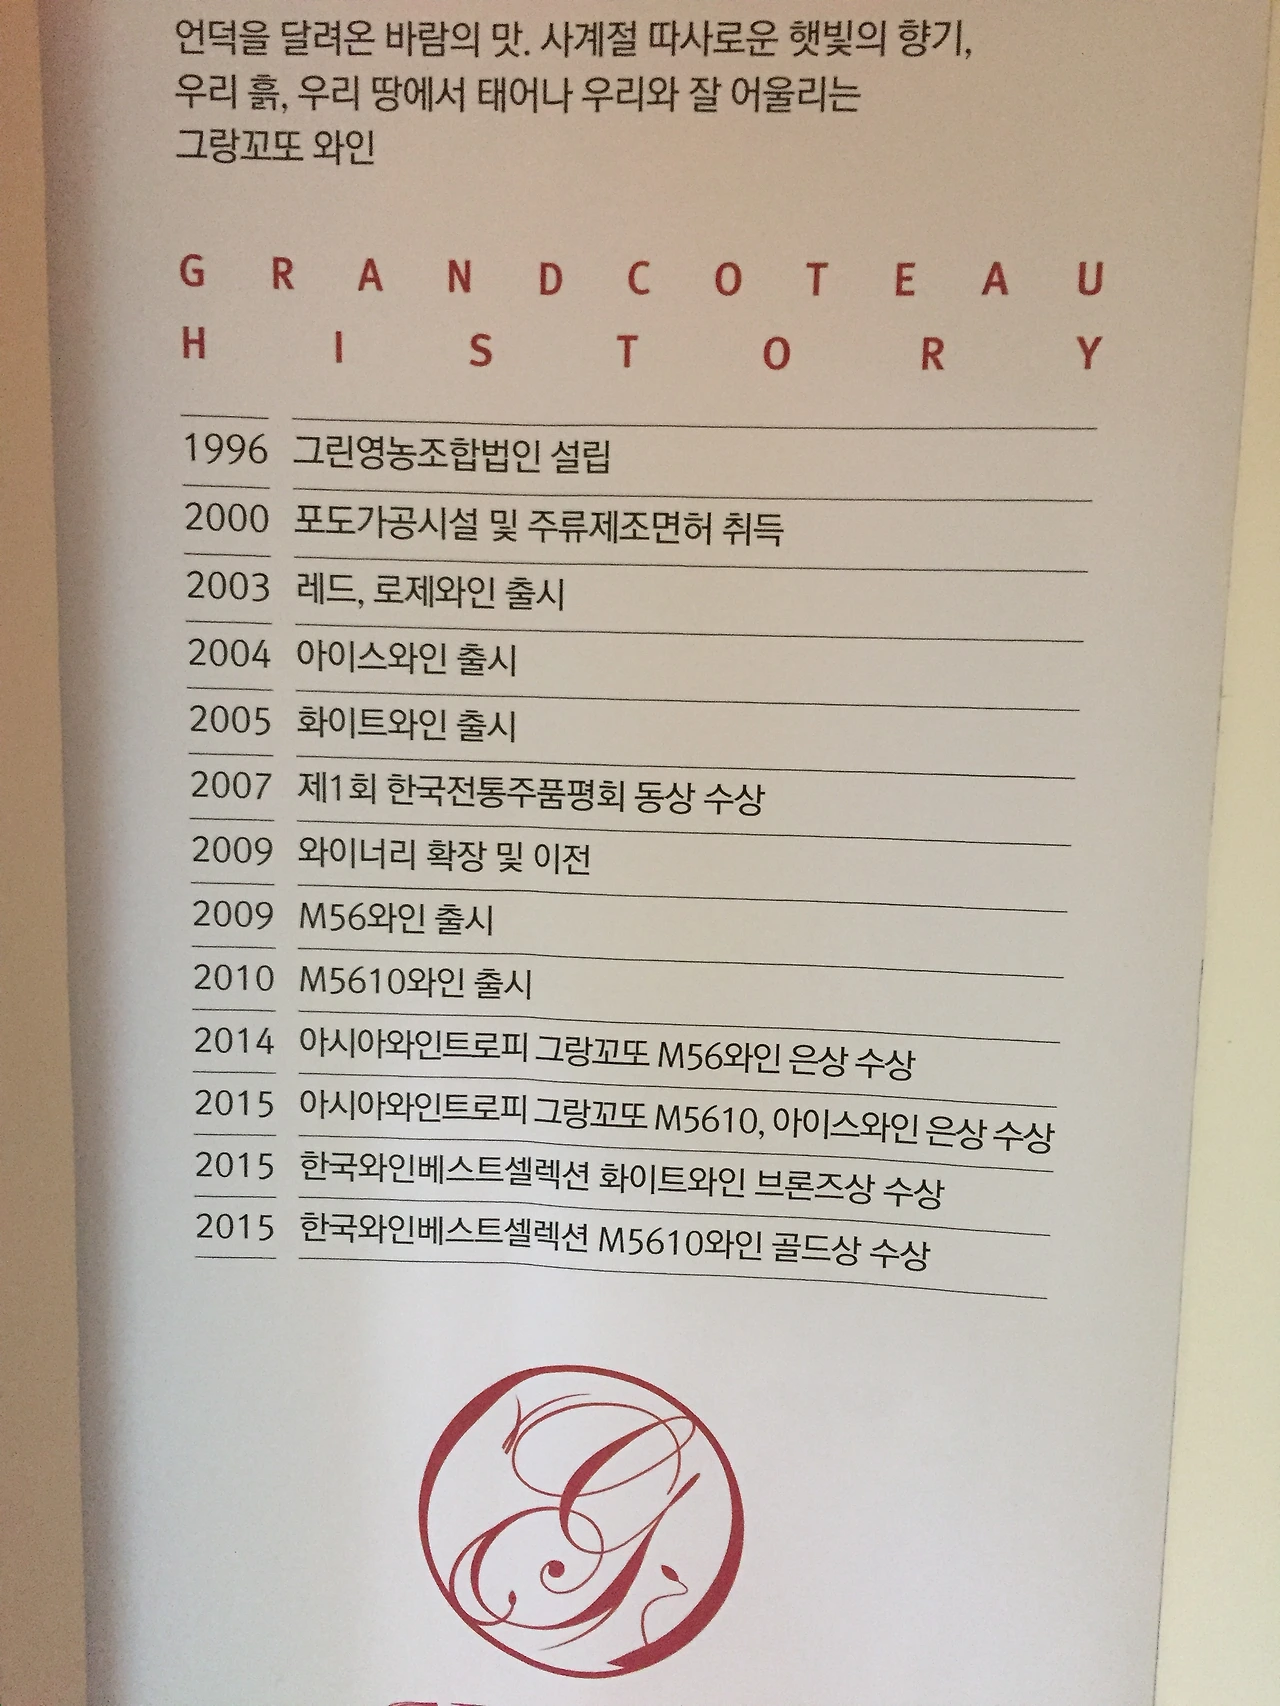 언덕을 달려온 바람의 맛. 사계절 따사로운 햇빛의 향기,
우리 흙, 우리 땅에서 태어나 우리와 잘 어울리는
그랑꼬또 와인
GRANDCOTEAU
HISTORY
1996 그린영농조합법인 설립
2000 포도가공시설 및 주류제조면허 취득
2003 레드, 로제와인 출시
2004 아이스와인 출시
2005 화이트와인 출시
2007 제1회 한국전통주품평회 동상 수상
2009 와이너리 확장 및 이전
2009 M56와인 출시
2010 M5610와인 출시
2014 아시아와인트로피 그랑꼬또 M56와인 은상 수상
2015 아시아와인트로피 그랑꼬또 M5610, 아이스와인 은상 수상
2015 한국와인베스트셀렉션 화이트와인 브론즈상 수상
2015 한국와인베스트셀렉션 M5610와인 골드상 수상
G